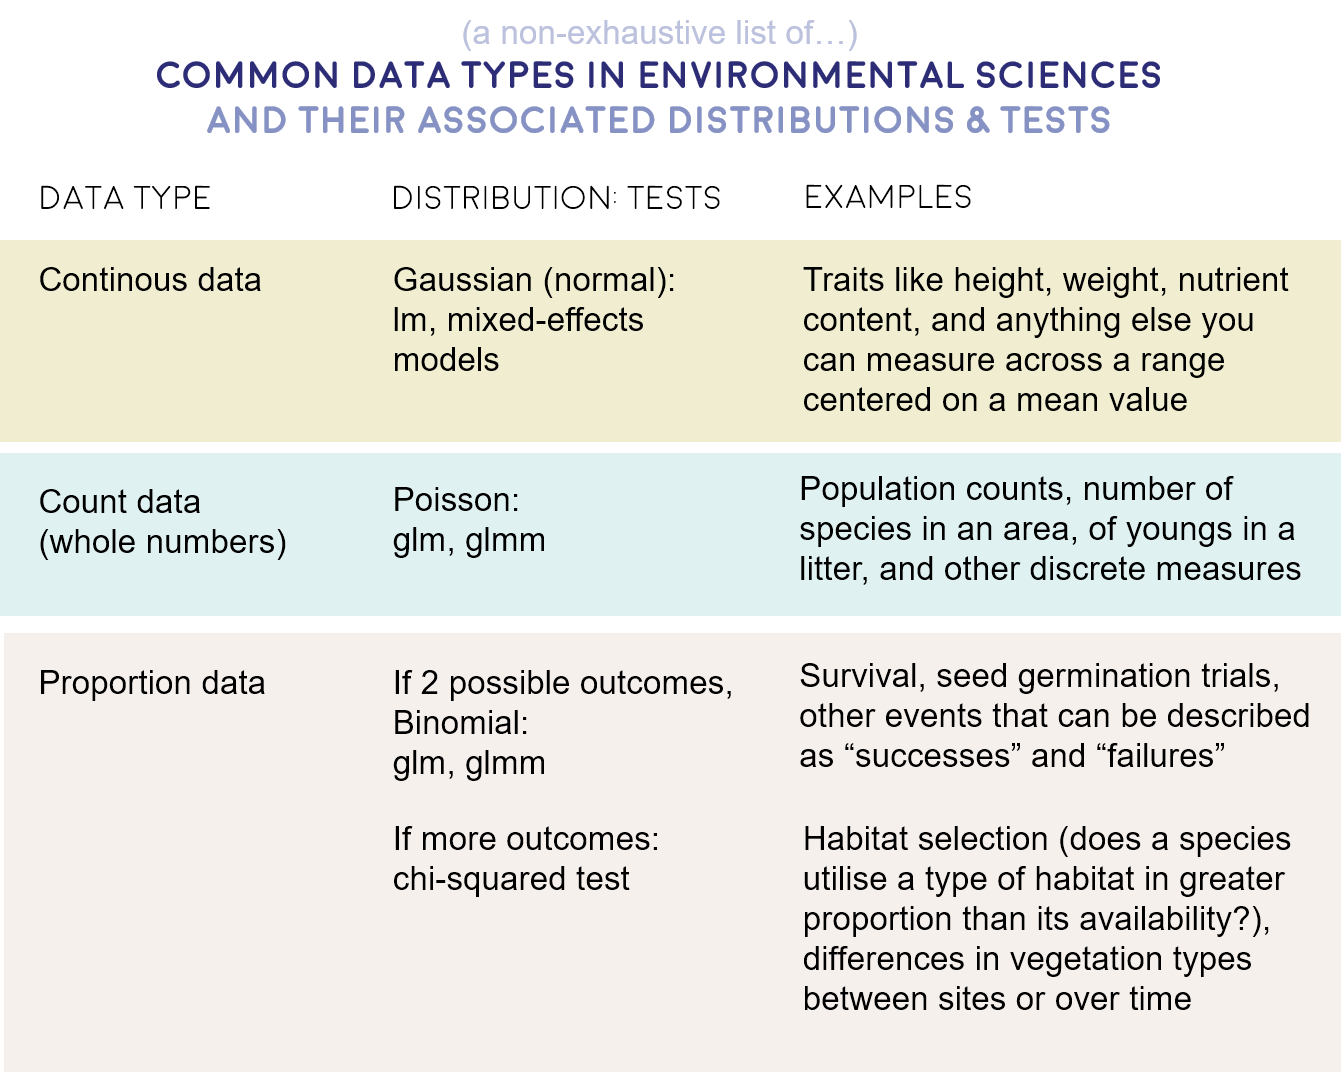 (a non-exhaustive list of…)
COMMON DATA TYPES IN ENVIRONMENTAL SCIENCES
AND THEIR ASSOCIATED DISTRIBUTIONS & TESTS
DATA TYPE
DISTRIBUTION: TESTS
EXAMPLES
Continous data
Gaussian (normal):
lm, mixed-effects
models
Traits like height, weight, nutrient
content, and anything else you
can measure across a range
centered on a mean value
Count data
(whole numbers)
Poisson:
glm, glmm
Population counts, number of
species in an area, of youngs in a
litter, and other discrete measures
Proportion data
If 2 possible outcomes,
Binomial:
glm, glmm
Survival, seed germination trials,
other events that can be described
as “successes” and “failures”
If more outcomes:
chi-squared test
Habitat selection (does a species
utilise a type of habitat in greater
proportion than its availability?),
differences in vegetation types
between sites or over time